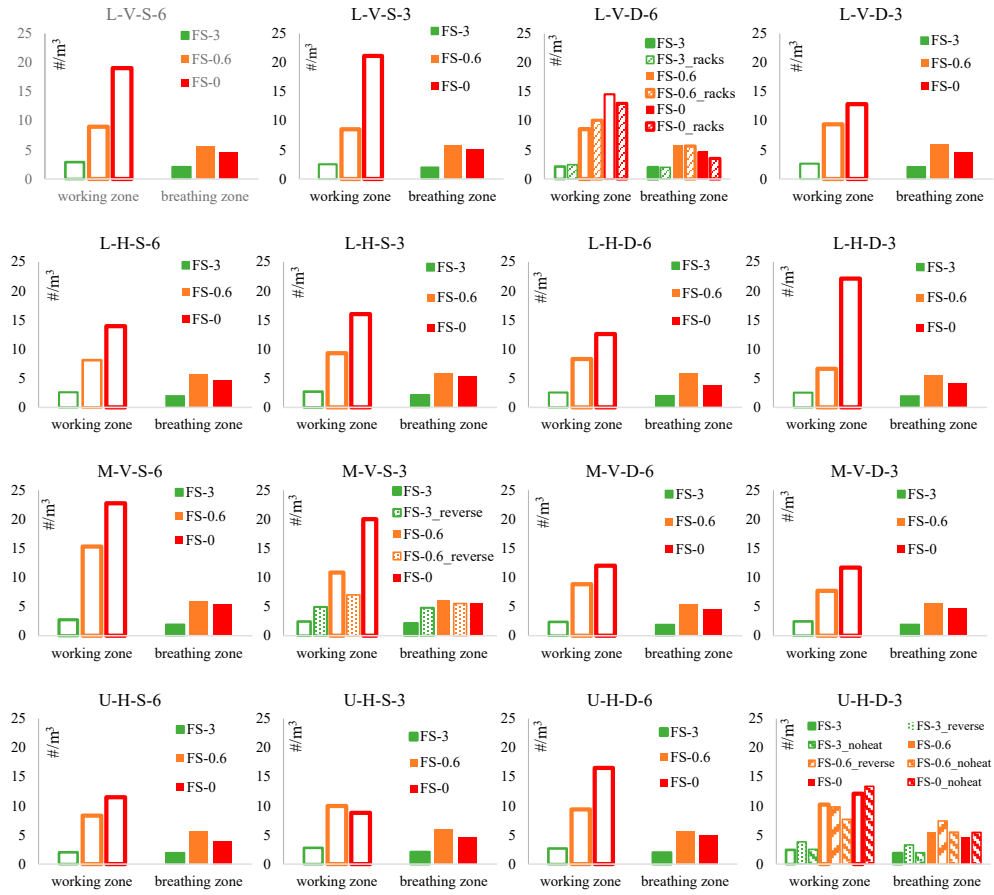 L-V-S-6
#/m³
25
20
15
10
5
0
FS-3
FS-0.6
FS-0
working zone
breathing zone
L-V-S-3
#/m³
25
20
15
10
5
0
FS-3
FS-0.6
FS-0
working zone
breathing zone
L-V-D-6
#/m³
25
20
15
10
5
0
FS-3
FS-3_racks
FS-0.6
FS-0.6_racks
FS-0
FS-0_racks
working zone
breathing zone
L-V-D-3
#/m³
25
20
15
10
5
0
FS-3
FS-0.6
FS-0
working zone
breathing zone
L-H-S-6
#/m³
25
20
15
10
5
0
FS-3
FS-0.6
FS-0
working zone
breathing zone
L-H-S-3
#/m³
25
20
15
10
5
0
FS-3
FS-0.6
FS-0
working zone
breathing zone
L-H-D-6
#/m³
25
20
15
10
5
0
FS-3
FS-0.6
FS-0
working zone
breathing zone
L-H-D-3
#/m³
25
20
15
10
5
0
FS-3
FS-0.6
FS-0
working zone
breathing zone
M-V-S-6
#/m³
25
20
15
10
5
0
FS-3
FS-0.6
FS-0
working zone
breathing zone
M-V-S-3
#/m³
25
20
15
10
5
0
FS-3
FS-3_reverse
FS-0.6
FS-0.6_reverse
FS-0
working zone
breathing zone
M-V-D-6
#/m³
25
20
15
10
5
0
FS-3
FS-0.6
FS-0
working zone
breathing zone
M-V-D-3
#/m³
25
20
15
10
5
0
FS-3
FS-0.6
FS-0
working zone
breathing zone
U-H-S-6
#/m³
25
20
15
10
5
0
FS-3
FS-0.6
FS-0
working zone
breathing zone
U-H-S-3
#/m³
25
20
15
10
5
0
FS-3
FS-0.6
FS-0
working zone
breathing zone
U-H-D-6
#/m³
25
20
15
10
5
0
FS-3
FS-0.6
FS-0
working zone
breathing zone
U-H-D-3
#/m³
25
20
15
10
5
0
FS-3
FS-3_reverse
FS-3_noheat
FS-0.6
FS-0.6_reverse
FS-0.6_noheat
FS-0
FS-0_noheat
working zone
breathing zone